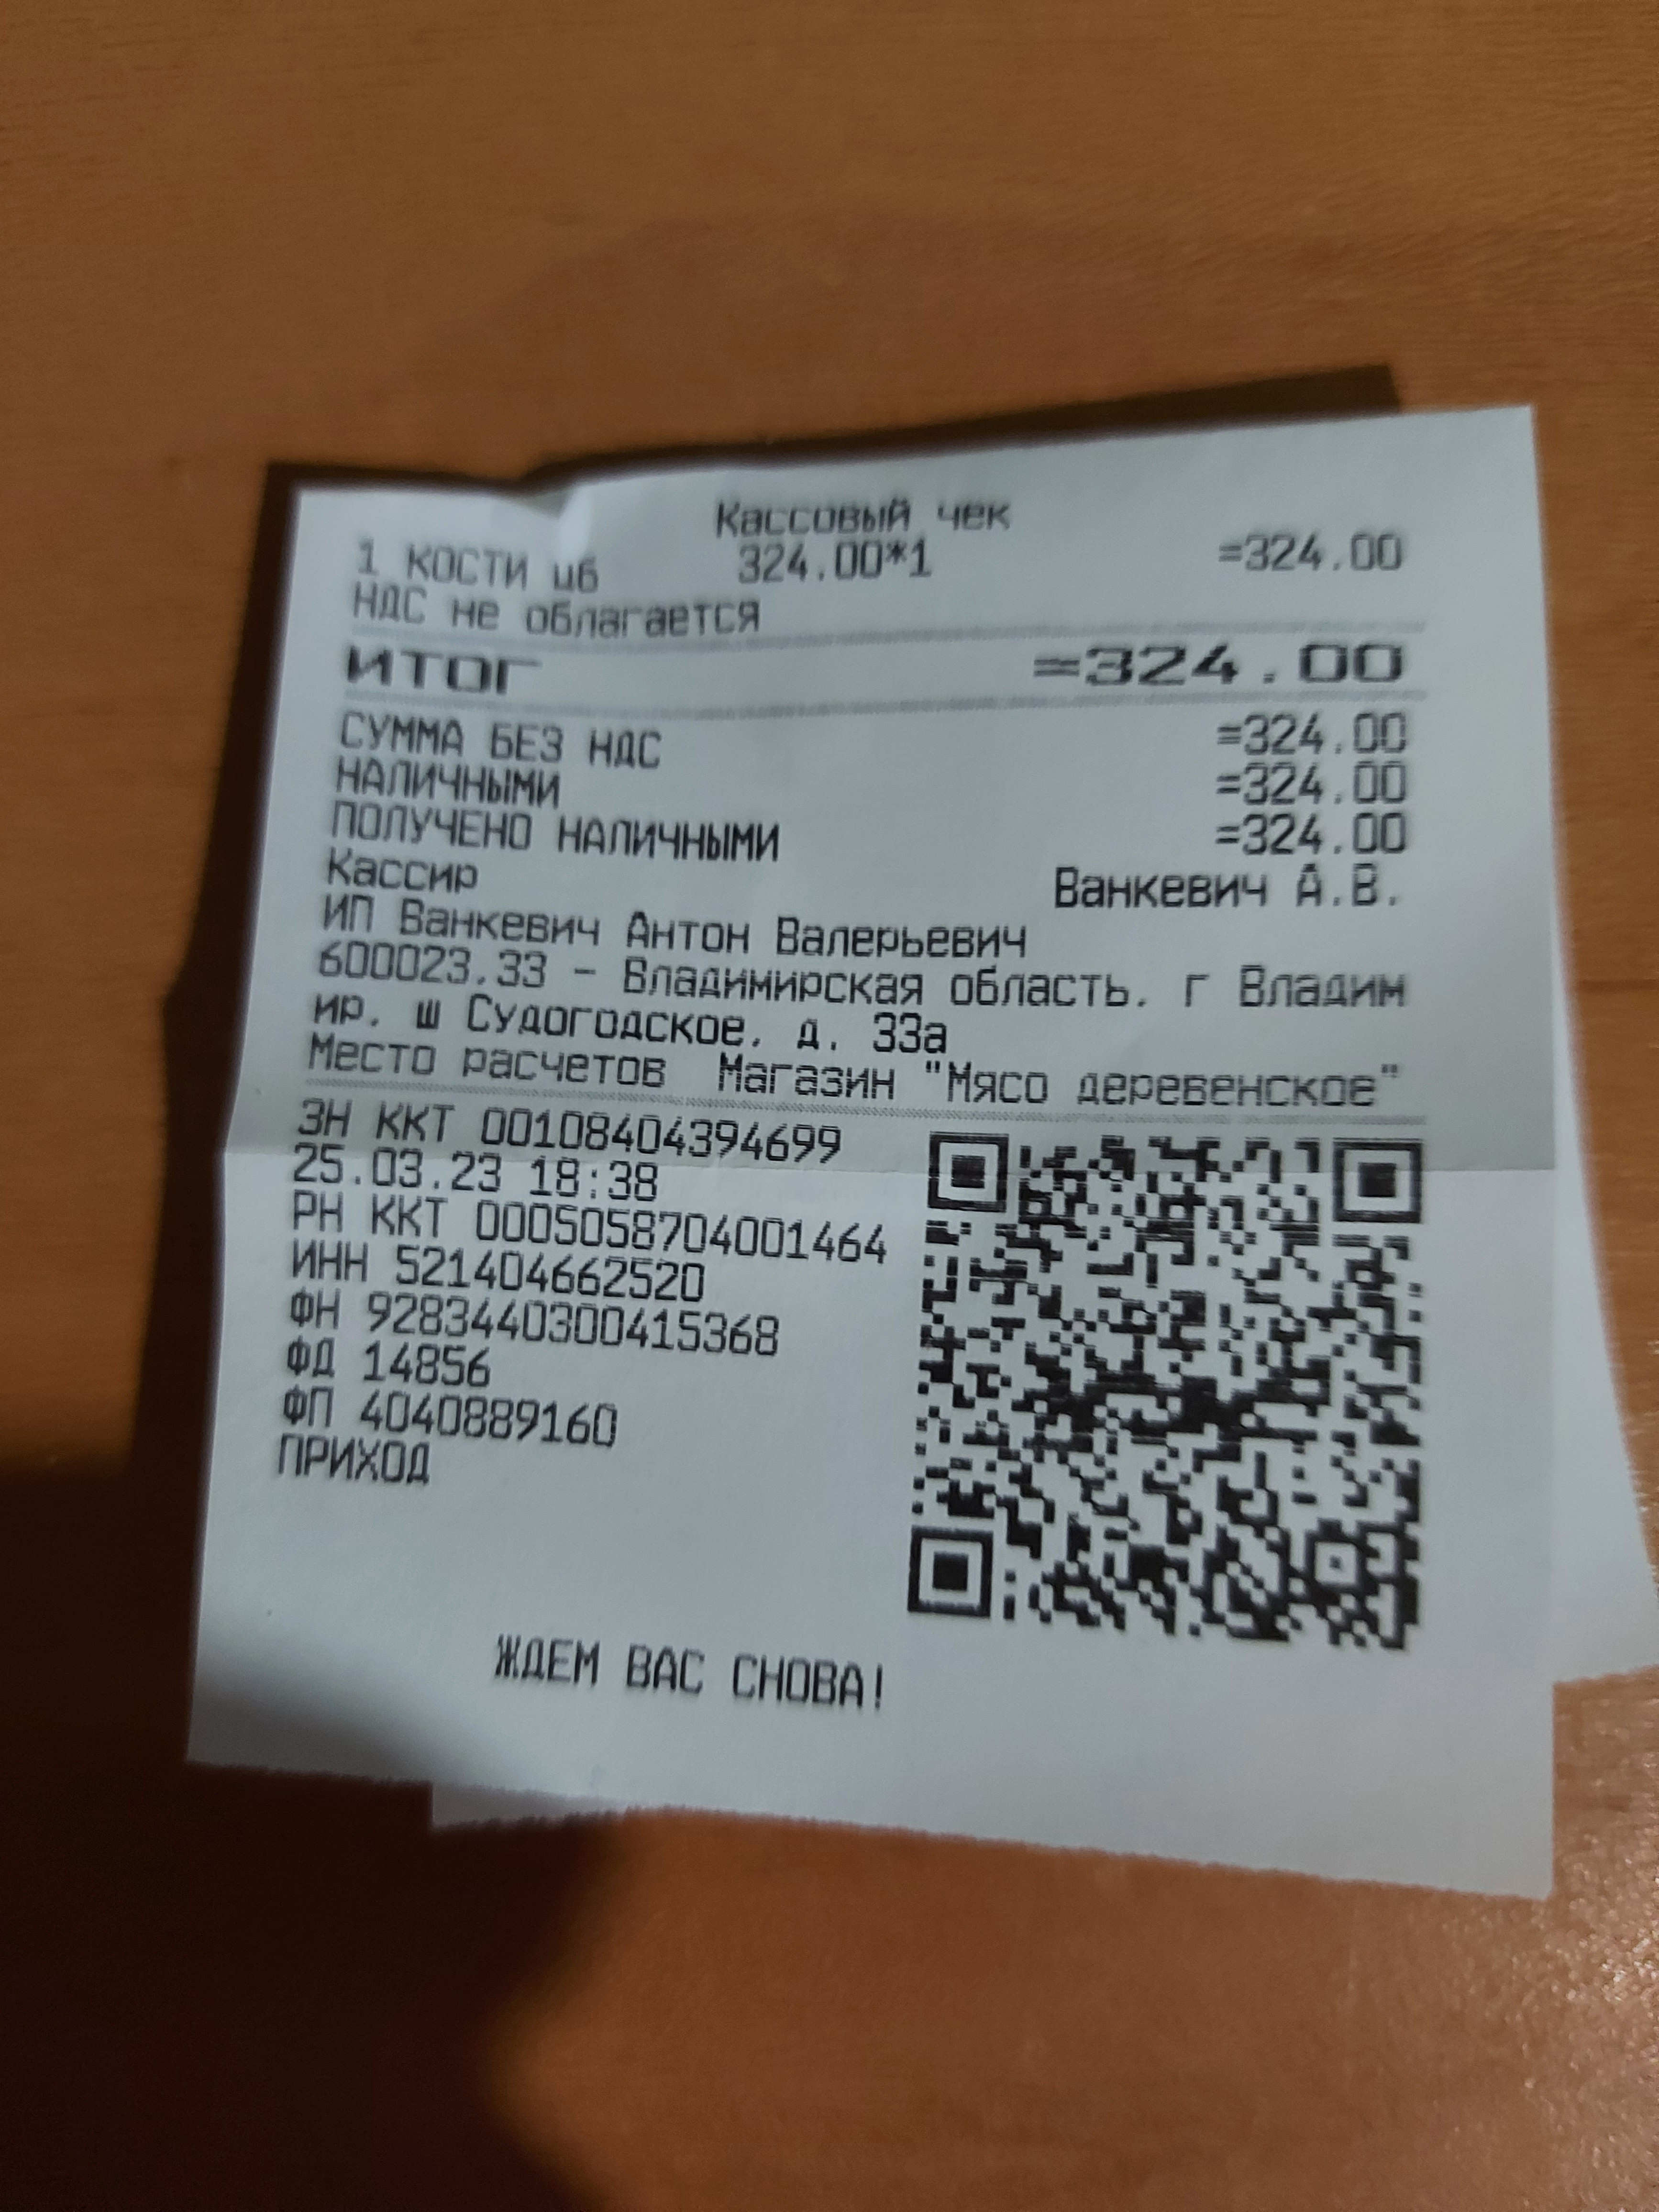 Кассовый чек
1 КОСТИ цб 324.00*1 =324.00
НДС не облагается
ИТОГ =324.00
СУММА БЕЗ НДС =324.00
НАЛИЧНЫМИ =324.00
ПОЛУЧЕНО НАЛИЧНЫМИ =324.00
Кассир Ванкевич А.В.
ИП Ванкевич Антон Валерьевич
600023,33 - Владимирская область, г Владим
ир, ш Судогодское, д. 33а
Место расчетов Магазин "Мясо деревенское"
ЗН ККТ 00108404394699
25.03.23 18:38
РН ККТ 0005058704001464
ИНН 521404662520
ФН 9283440300415368
ФД 14856
ФП 4040889160
ПРИХОД
ЖДЕМ ВАС СНОВА!